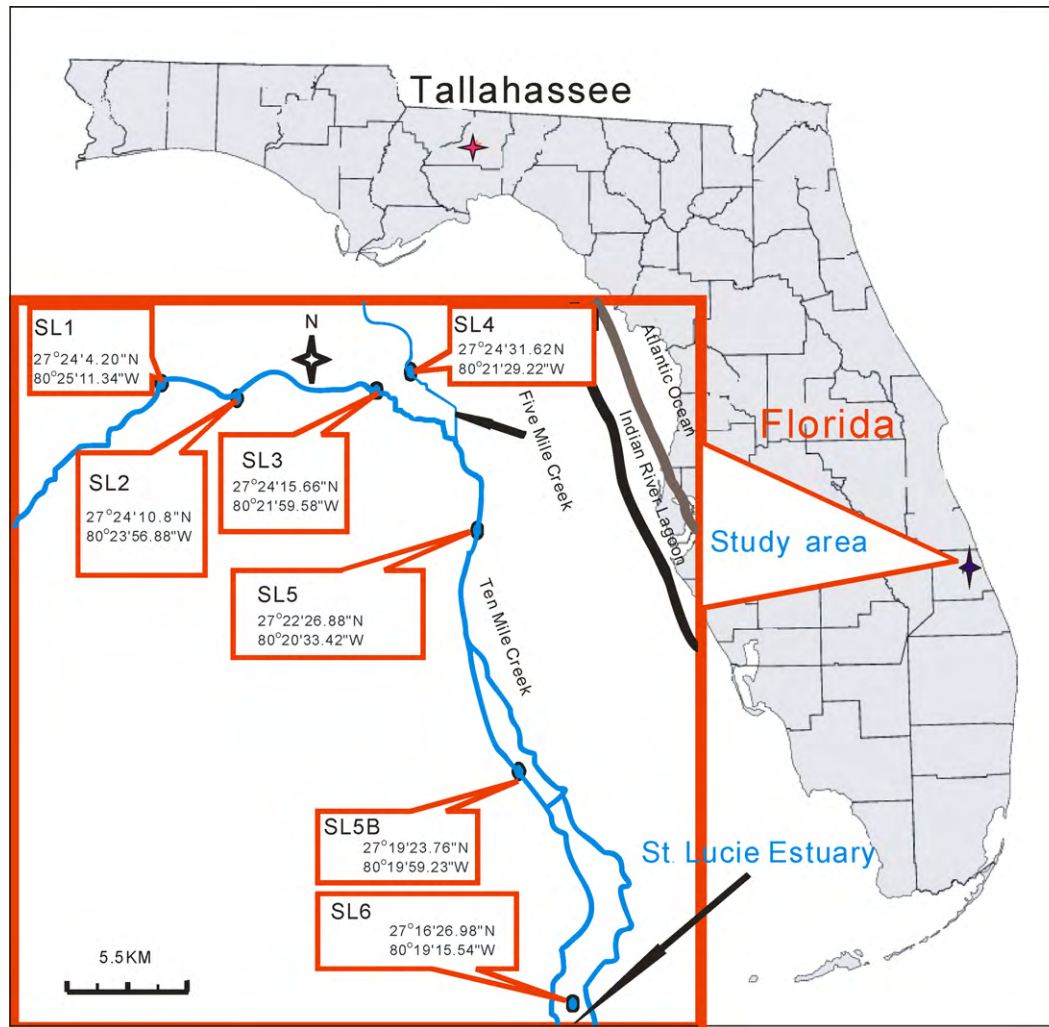 Tallahassee
SL1
27°24'4.20"N
80°25'11.34"W
N
SL4
27°24'31.62N
80°21'29.22"W
Atlantic Ocean
Florida
SL2
27°24'10.8"N
80°23'56.88"W
SL3
27°24'15.66"N
80°21'59.58"W
Five Mile Creek
Indian River Lagoon
Study area
SL5
27°22'26.88"N
80°20'33.42"W
Ten Mile Creek
SL5B
27°19'23.76"N
80°19'59.23"W
St. Lucie Estuary
SL6
27°16'26.98"N
80°19'15.54"W
5.5KM